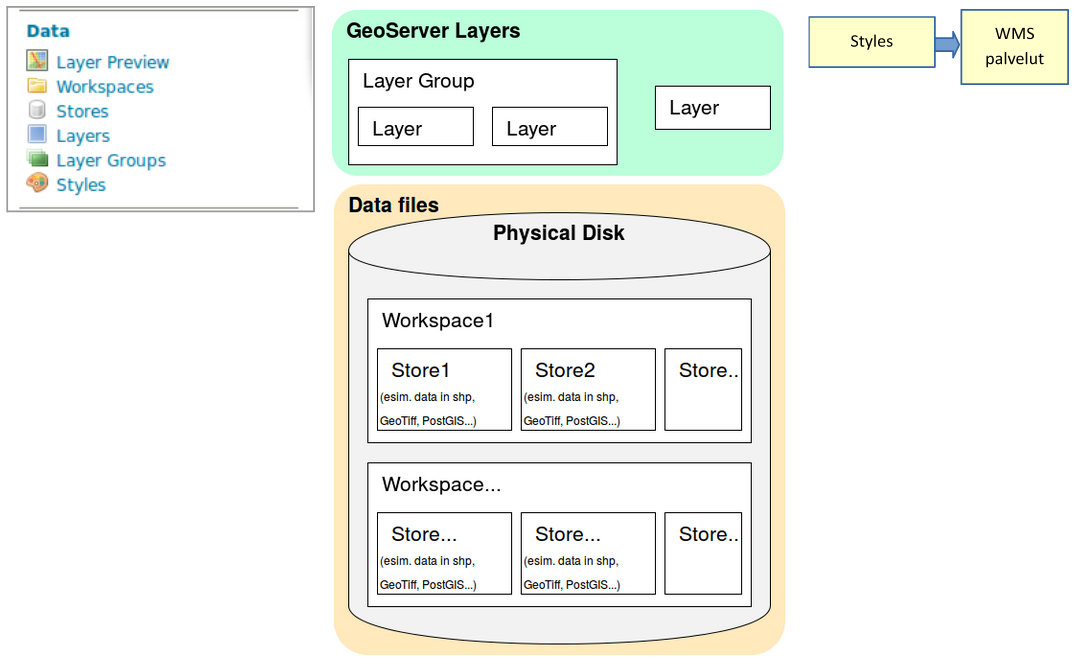 Data
Layer Preview
Workspaces
Stores
Layers
Layer Groups
Styles
GeoServer Layers
Layer Group
Layer
Layer
Layer
Data files
Physical Disk
Workspace1
Store1
(esim. data in shp,
GeoTiff, PostGIS...)
Store2
(esim. data in shp,
GeoTiff, PostGIS...)
Store..
Workspace...
Store...
(esim. data in shp,
GeoTiff, PostGIS...)
Store...
(esim. data in shp,
GeoTiff, PostGIS...)
Store..
Styles
WMS
palvelut